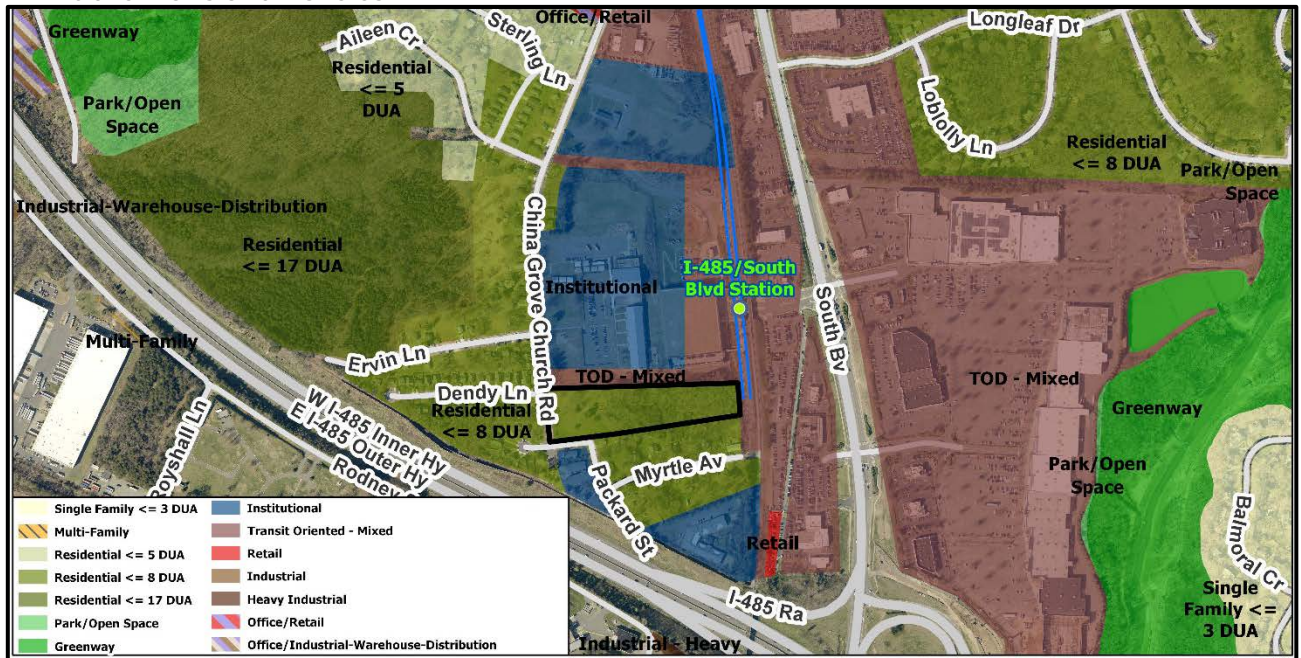 Office/Retail
Greenway
Longleaf Dr
Aileen Cr
Sterling Ln
Residential
<= 5
DUA
Park/Open
Space
Loblolly Ln
Residential
<= 8 DUA
Park/Open
Space
Industrial-Warehouse-Distribution
Residential
<= 17 DUA
China Grove Church Rd
Institutional
I-485/South
Blvd Station
South Bv
Multi-Family
Ervin Ln
TOD - Mixed
TOD - Mixed
Dendy Ln
Residential
<= 8 DUA
Greenway
W I-485 Inner Hy
E I-485 Outer Hy
Royshall Ln
Rodney
Myrtle Av
Packard St
Park/Open
Space
Balmoral Cr
Retail
I-485 Ra
Single
Family <=
3 DUA
Industrial - Heavy
Single Family <= 3 DUA
Multi-Family
Residential <= 5 DUA
Residential <= 8 DUA
Residential <= 17 DUA
Park/Open Space
Greenway
Institutional
Transit Oriented - Mixed
Retail
Industrial
Heavy Industrial
Office/Retail
Office/Industrial-Warehouse-Distribution